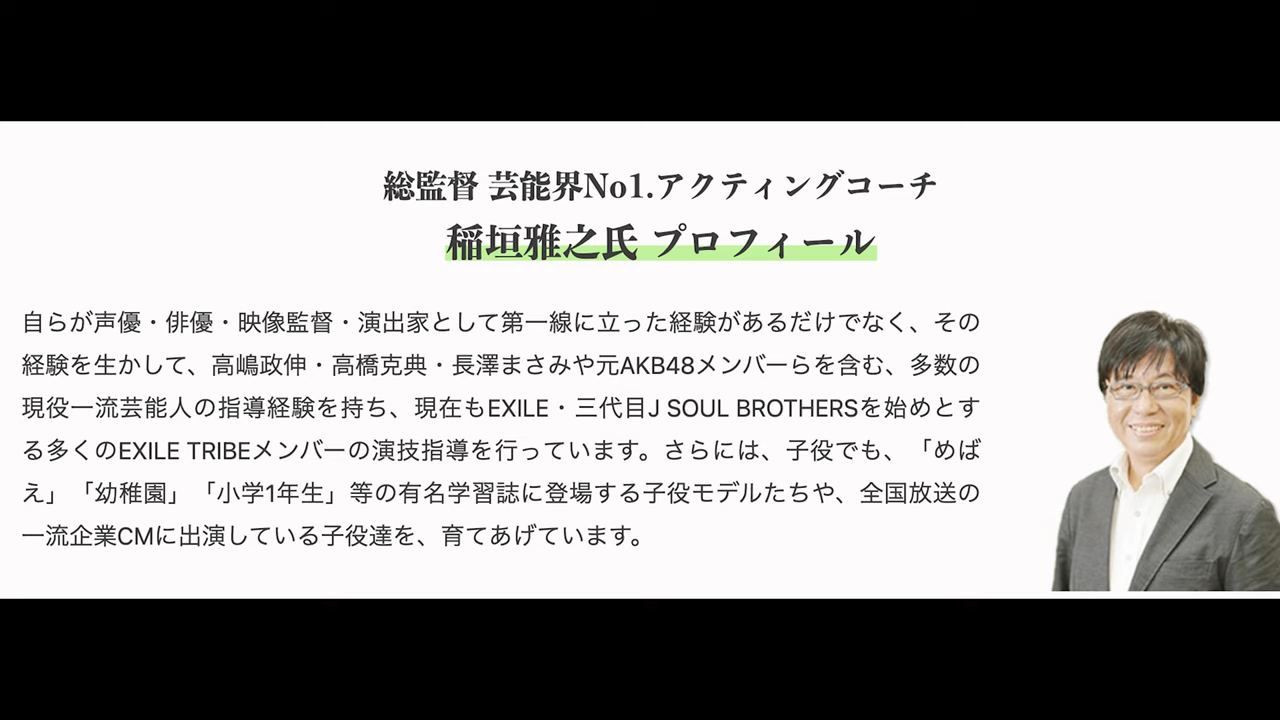 総監督 芸能界No1.アクティングコーチ
稲垣雅之氏 プロフィール
自らが声優・俳優・映像監督・演出家として第一線に立った経験があるだけでなく、その
経験を生かして、高嶋政伸・高橋克典・長澤まさみや元AKB48メンバーらを含む、多数の
現役一流芸能人の指導経験を持ち、現在もEXILE・三代目J SOUL BROTHERSを始めとす
る多くのEXILE TRIBEメンバーの演技指導を行っています。さらには、子役でも、「めば
え」「幼稚園」「小学1年生」等の有名学習誌に登場する子役モデルたちや、全国放送の
一流企業CMに出演している子役達を、育てあげています。